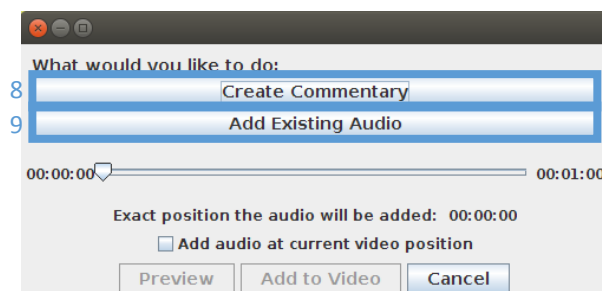 What would you like to do:
8 Create Commentary
9 Add Existing Audio
00:00:00 00:01:00
Exact position the audio will be added: 00:00:00
Add audio at current video position
Preview Add to Video Cancel